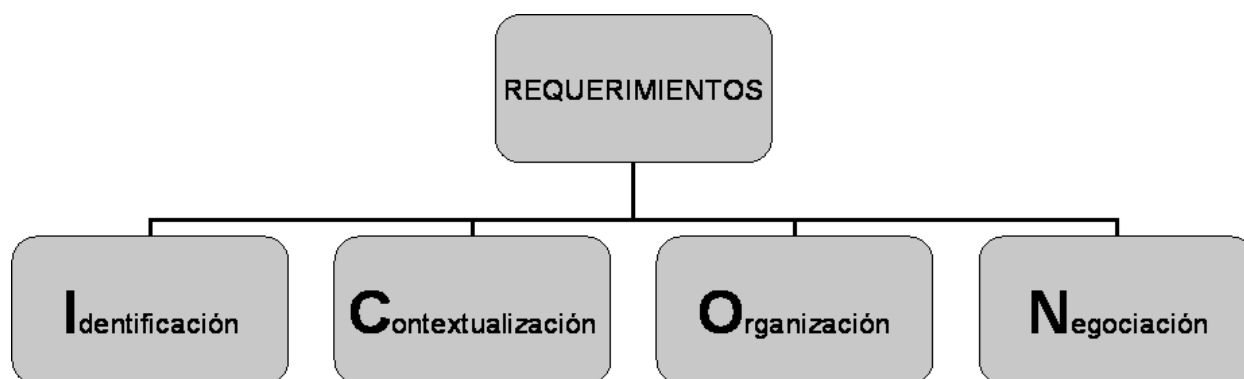 REQUERIMIENTOS
Identificación
Contextualización
Organización
Negociación